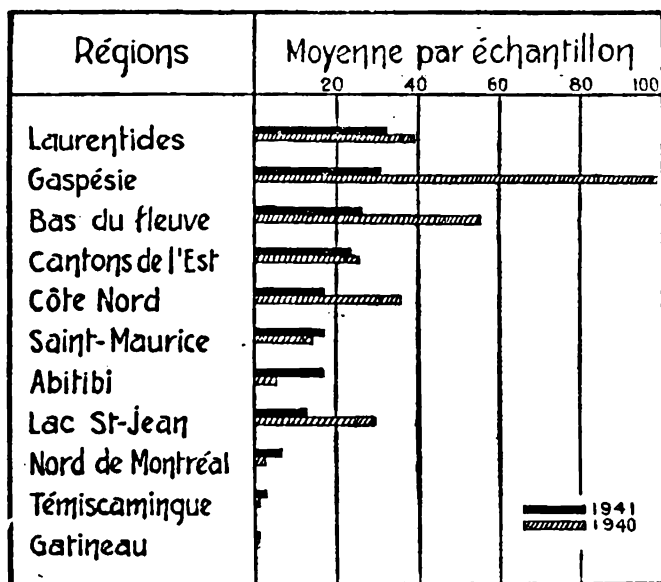 Régions
Moyenne par échantillon
20 40 60 80 100
Laurentides
Gaspésie
Bas du fleuve
Cantons de l'Est
Côte Nord
Saint-Maurice
Abitibi
Lac St-Jean
Nord de Montréal
Témiscamingue
Gatineau
1941
1940